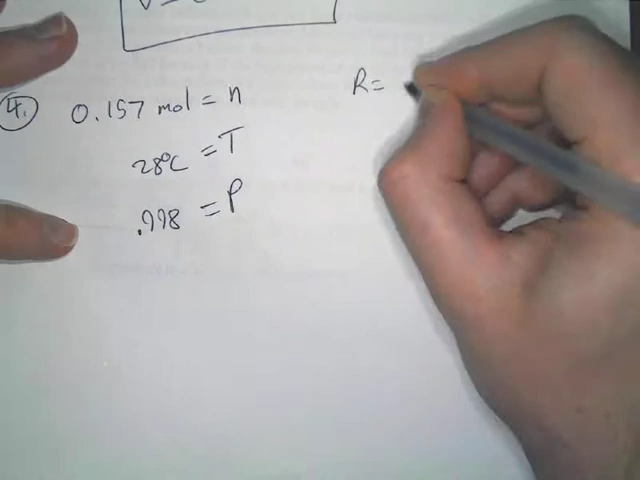 4. 0.157 mol = n
R=
28°C = T
.998 = P